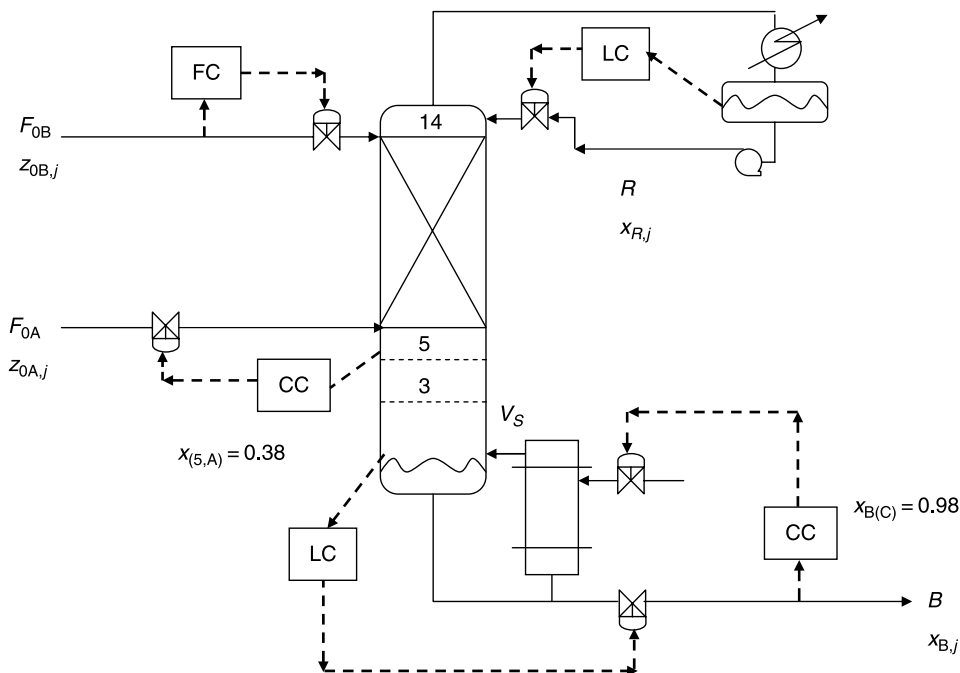 FC
LC
F0B
z0B,j
14
R
xR,j
F0A
z0A,j
5
CC
3
x(5,A) = 0.38
VS
xB(C) = 0.98
CC
LC
B
xB,j